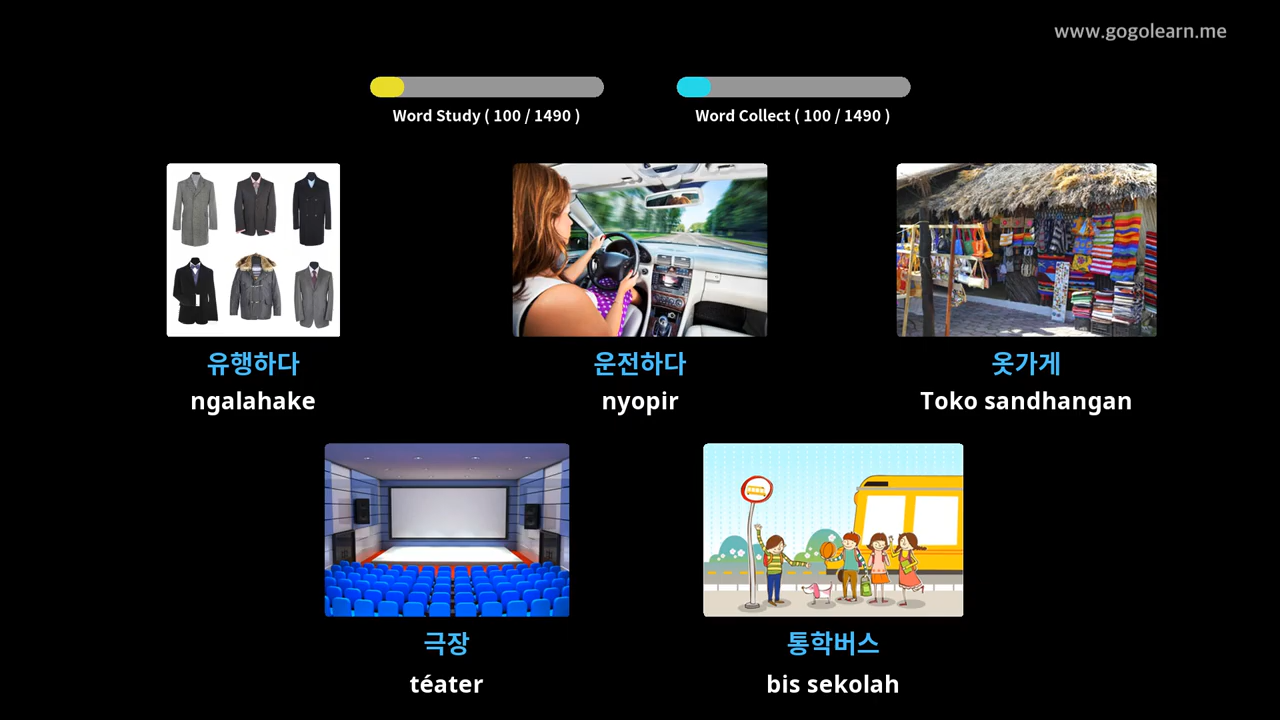 www.gogolearn.me
Word Study ( 100 / 1490 )
Word Collect ( 100 / 1490 )
유행하다
ngalahake
운전하다
nyopir
옷가게
Toko sandhangan
극장
téater
통학버스
bis sekolah